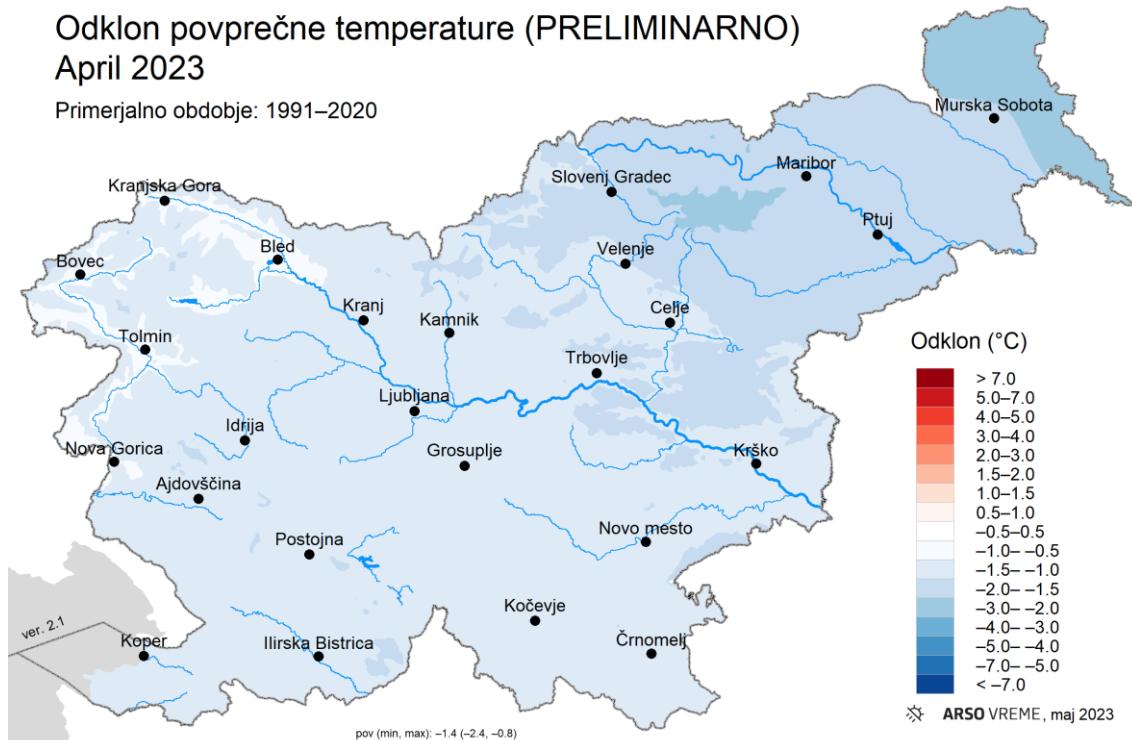 Odklon povprečne temperature (PRELIMINARNO)
April 2023
Primerjalno obdobje: 1991–2020
Murska Sobota
Maribor
Slovenj Gradec
Kranjska Gora
Ptuj
Bled
Velenje
Bovec
Kranj
Kamnik
Celje
Tolmin
Trbovlje
Ljubljana
Idrija
Nova Gorica
Grosuplje
Krško
Ajdovščina
Novo mesto
Postojna
Kočevje
Koper
Ilirska Bistrica
Črnomelj
ver. 2.1
Odklon (°C)
> 7.0
5.0–7.0
4.0–5.0
3.0–4.0
2.0–3.0
1.5–2.0
1.0–1.5
0.5–1.0
–0.5–0.5
–1.0– –0.5
–1.5– –1.0
–2.0– –1.5
–3.0– –2.0
–4.0– –3.0
–5.0– –4.0
–7.0– –5.0
< –7.0
ARSO VREME, maj 2023
pov (min, max): –1.4 (–2.4, –0.8)